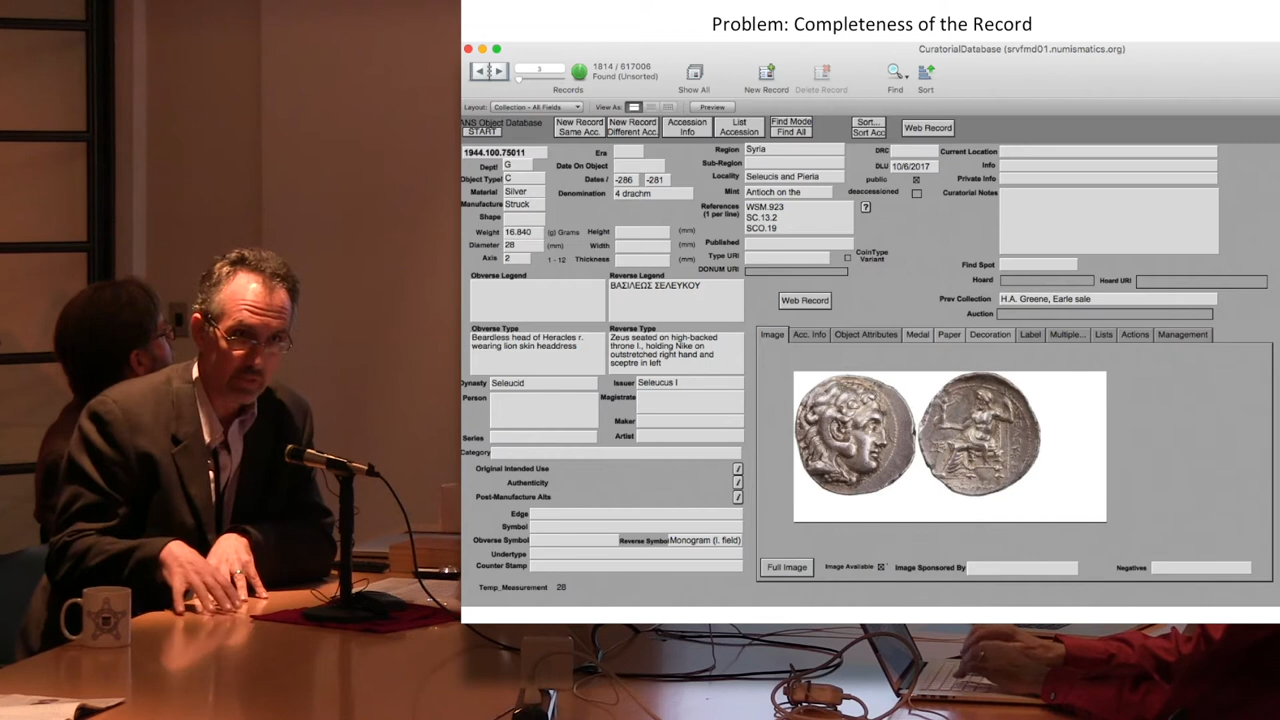 Problem: Completeness of the Record
CuratorialDatabase (srvfmd01.numismatics.org)
3
1814 / 617006
Found (Unsorted)
Records
Show All
New Record
Delete Record
Find
Sort
Layout: Collection - All Fields
View As:
Preview
ANS Object Database
START
New Record
Same Acc.
New Record
Different Acc.
Accession
Info
List
Accession
Find Mode
Find All
Sort...
Sort Acc
Web Record
1944.100.75011
Dept! G
Object Type! C
Material Silver
Manufacture Struck
Shape
Weight 16.840 (g) Grams
Diameter 28 (mm)
Axis 2 1 - 12
Era
Date On Object
Dates / -286 -281
Denomination 4 drachm
Height (mm)
Width (mm)
Thickness (mm)
Region Syria
Sub-Region
Locality Seleucis and Pieria
Mint Antioch on the
References
(1 per line)
WSM.923
SC.13.2
SCO.19
?
Published
Type URI
CoinType
Variant
DONUM URI
DRC
DLU 10/6/2017
public
deaccessioned
Current Location
Info
Private Info
Curatorial Notes
Find Spot
Hoard
Hoard URI
Prev Collection H.A. Greene, Earle sale
Auction
Web Record
Obverse Legend
Reverse Legend
ΒΑΣΙΛΕΩΣ ΣΕΛΕΥΚΟΥ
Obverse Type
Beardless head of Heracles r.
wearing lion skin headdress
Reverse Type
Zeus seated on high-backed
throne l., holding Nike on
outstretched right hand and
sceptre in left
Dynasty Seleucid
Issuer Seleucus I
Person
Magistrate
Maker
Series
Artist
Category
Original Intended Use
Authenticity
Post-Manufacture Alts
Edge
Symbol
Obverse Symbol
Reverse Symbol Monogram (l. field)
Undertype
Counter Stamp
Temp_Measurement 28
Image
Acc. Info
Object Attributes
Medal
Paper
Decoration
Label
Multiple...
Lists
Actions
Management
Full Image
Image Available
Image Sponsored By
Negatives